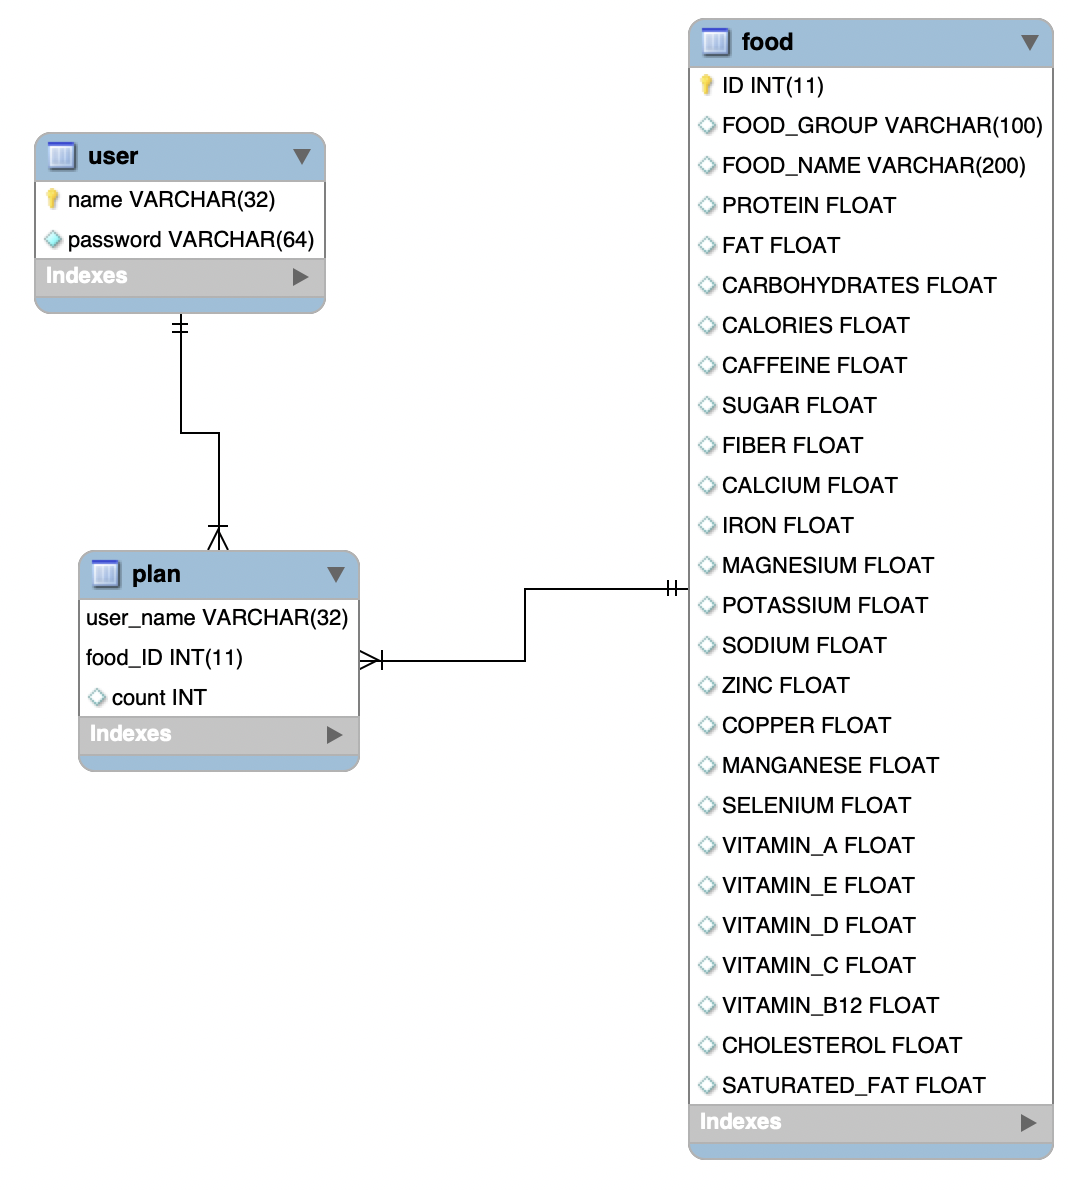 user
name VARCHAR(32)
password VARCHAR(64)
Indexes
plan
user_name VARCHAR(32)
food_ID INT(11)
count INT
Indexes
food
ID INT(11)
FOOD_GROUP VARCHAR(100)
FOOD_NAME VARCHAR(200)
PROTEIN FLOAT
FAT FLOAT
CARBOHYDRATES FLOAT
CALORIES FLOAT
CAFFEINE FLOAT
SUGAR FLOAT
FIBER FLOAT
CALCIUM FLOAT
IRON FLOAT
MAGNESIUM FLOAT
POTASSIUM FLOAT
SODIUM FLOAT
ZINC FLOAT
COPPER FLOAT
MANGANESE FLOAT
SELENIUM FLOAT
VITAMIN_A FLOAT
VITAMIN_E FLOAT
VITAMIN_D FLOAT
VITAMIN_C FLOAT
VITAMIN_B12 FLOAT
CHOLESTEROL FLOAT
SATURATED_FAT FLOAT
Indexes